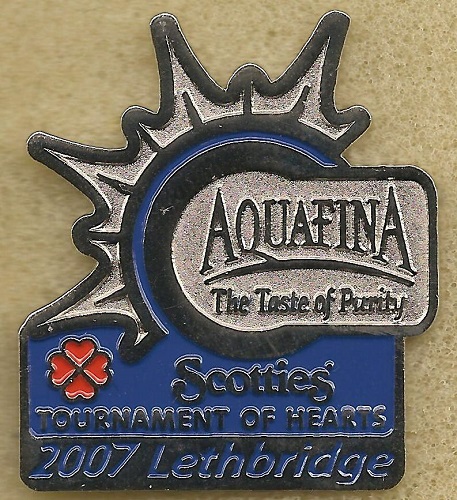 AQUAFINA
The Taste of Purity
Scotties
TOURNAMENT OF HEARTS
2007 Lethbridge